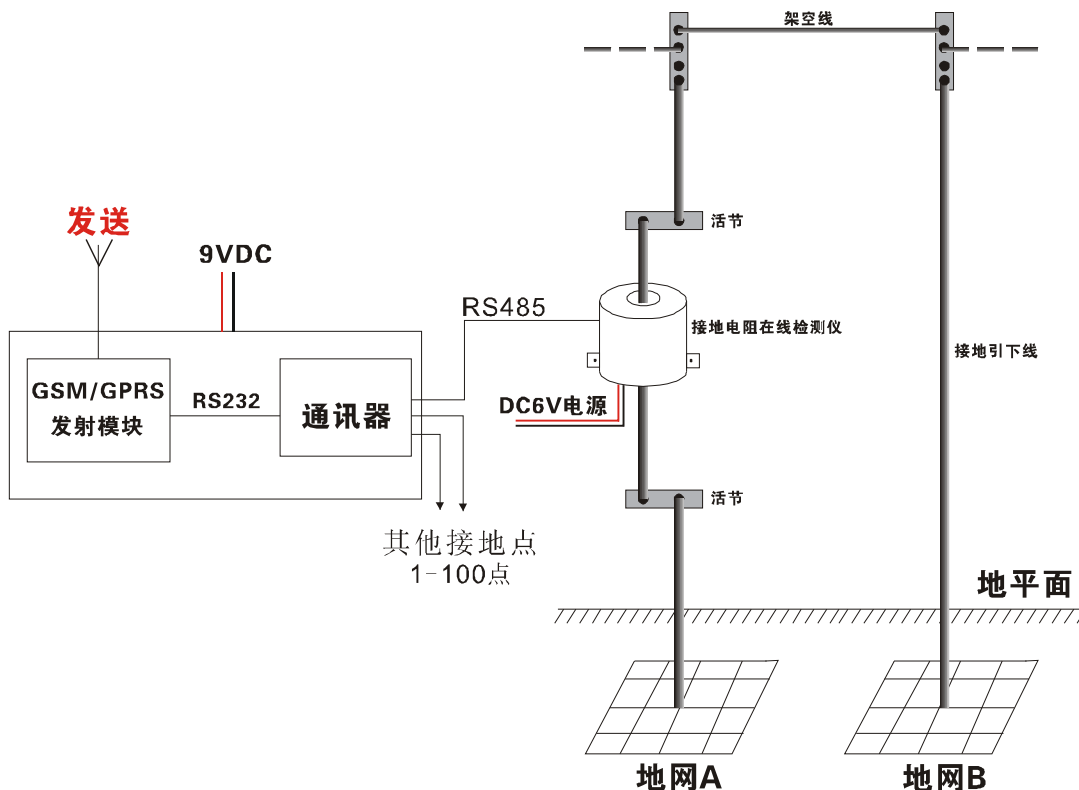 架空线
活节
发送
9VDC
RS485
接地电阻在线检测仪
接地引下线
GSM/GPRS
发射模块
RS232
通讯器
DC6V电源
活节
其他接地点
1-100点
地平面
地网A
地网B